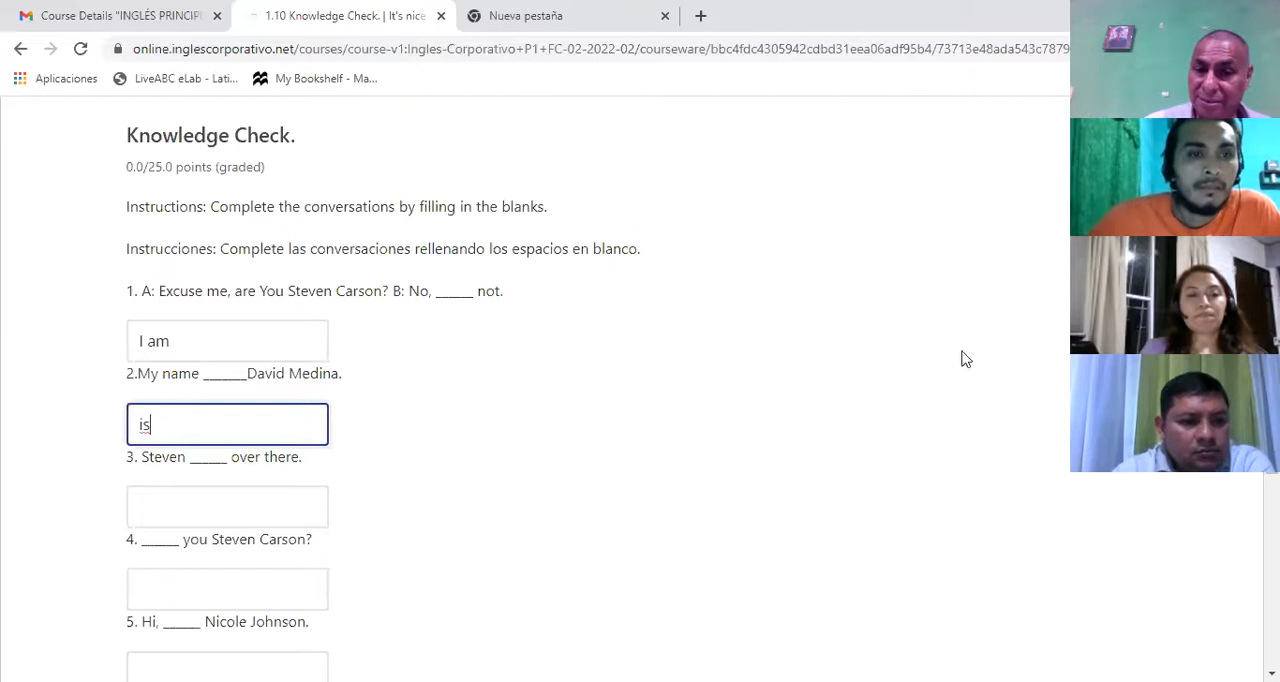 Course Details "INGLÉS PRINCIPI
1.10 Knowledge Check. | It's nice
Nueva pestaña
online.inglescorporativo.net/courses/course-v1:Ingles-Corporativo+P1+FC-02-2022-02/courseware/bbc4fdc4305942cdbd31eea06adf95b4/73713e48ada543c7879
Aplicaciones
LiveABC eLab - Lati...
My Bookshelf - Ma...
Knowledge Check.
0.0/25.0 points (graded)
Instructions: Complete the conversations by filling in the blanks.
Instrucciones: Complete las conversaciones rellenando los espacios en blanco.
1. A: Excuse me, are You Steven Carson? B: No, ______ not.
I am
2.My name _______David Medina.
is
3. Steven ______ over there.
4. ______ you Steven Carson?
5. Hi, ______ Nicole Johnson.